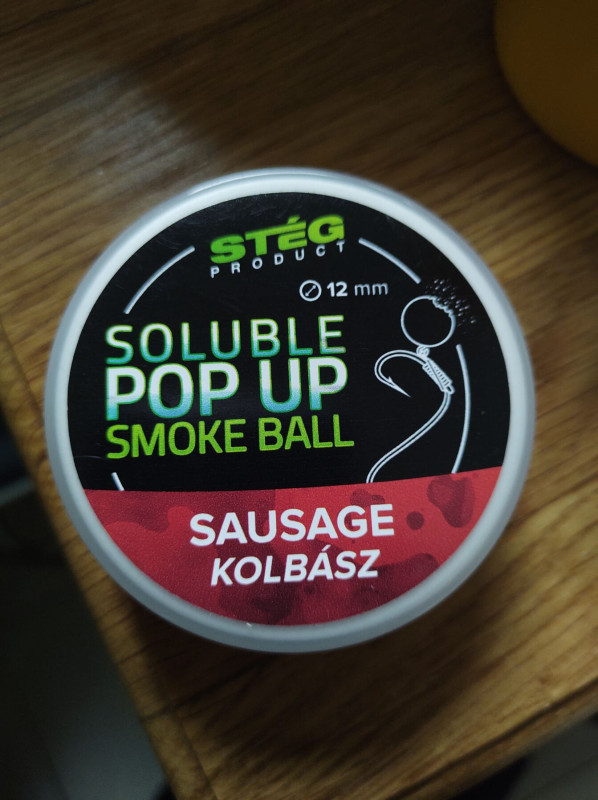 STÉG
PRODUCT
12 mm
SOLUBLE
POP UP
SMOKE BALL
SAUSAGE
KOLBÁSZ